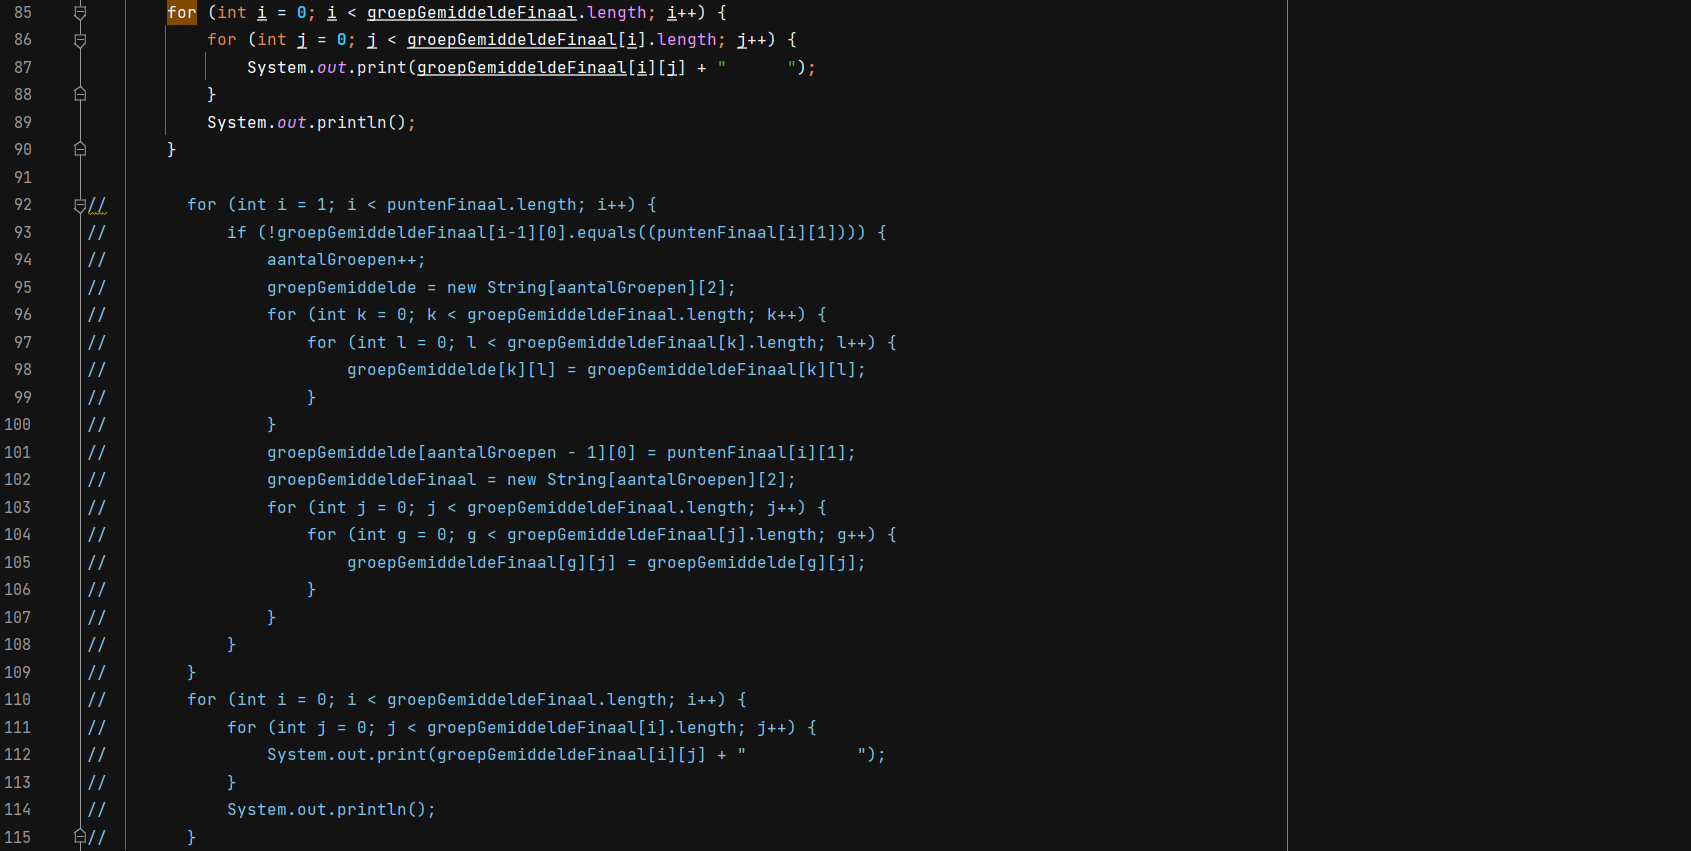 85 for (int i = 0; i < groepGemiddeldeFinaal.length; i++) {
86 for (int j = 0; j < groepGemiddeldeFinaal[i].length; j++) {
87 System.out.print(groepGemiddeldeFinaal[i][j] + "      ");
88 }
89 System.out.println();
90 }
91
92 //        for (int i = 1; i < puntenFinaal.length; i++) {
93 //            if (!groepGemiddeldeFinaal[i-1][0].equals((puntenFinaal[i][1]))) {
94 //                aantalGroepen++;
95 //                groepGemiddelde = new String[aantalGroepen][2];
96 //                for (int k = 0; k < groepGemiddeldeFinaal.length; k++) {
97 //                    for (int l = 0; l < groepGemiddeldeFinaal[k].length; l++) {
98 //                        groepGemiddelde[k][l] = groepGemiddeldeFinaal[k][l];
99 //                    }
100 //                }
101 //                groepGemiddelde[aantalGroepen - 1][0] = puntenFinaal[i][1];
102 //                groepGemiddeldeFinaal = new String[aantalGroepen][2];
103 //                for (int j = 0; j < groepGemiddeldeFinaal.length; j++) {
104 //                    for (int g = 0; g < groepGemiddeldeFinaal[j].length; g++) {
105 //                        groepGemiddeldeFinaal[g][j] = groepGemiddelde[g][j];
106 //                    }
107 //                }
108 //            }
109 //        }
110 //        for (int i = 0; i < groepGemiddeldeFinaal.length; i++) {
111 //            for (int j = 0; j < groepGemiddeldeFinaal[i].length; j++) {
112 //                System.out.print(groepGemiddeldeFinaal[i][j] + "           ");
113 //            }
114 //            System.out.println();
115 //        }